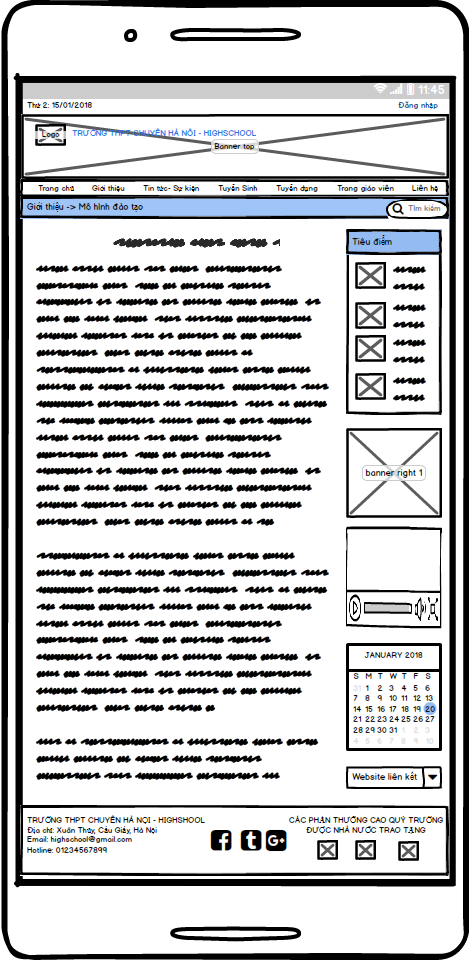 11:45
Thứ 2: 15/01/2018 Đăng nhập
Logo TRƯỜNG THPT CHUYÊN HÀ NỘI - HIGHSCHOOL
Banner top
Trang chủ Giới thiệu Tin tức- Sự kiện Tuyển Sinh Tuyển dụng Trang giáo viên Liên hệ
Giới thiệu -> Mô hình đào tạo Tìm kiếm
Tiêu điểm
banner right 1
JANUARY 2018
S M T W T F S
31 1 2 3 4 5 6
7 8 9 10 11 12 13
14 15 16 17 18 19 20
21 22 23 24 25 26 27
28 29 30 31 1 2 3
4 5 6 7 8 9 10
Website liên kết
TRƯỜNG THPT CHUYÊN HÀ NỘI - HIGHSHOOL
Địa chỉ: Xuân Thủy, Cầu Giấy, Hà Nội
Email: highschool@gmail.com
Hotline: 01234567899
f t G+
CÁC PHẦN THƯỞNG CAO QUÝ TRƯỜNG
ĐƯỢC NHÀ NƯỚC TRAO TẶNG